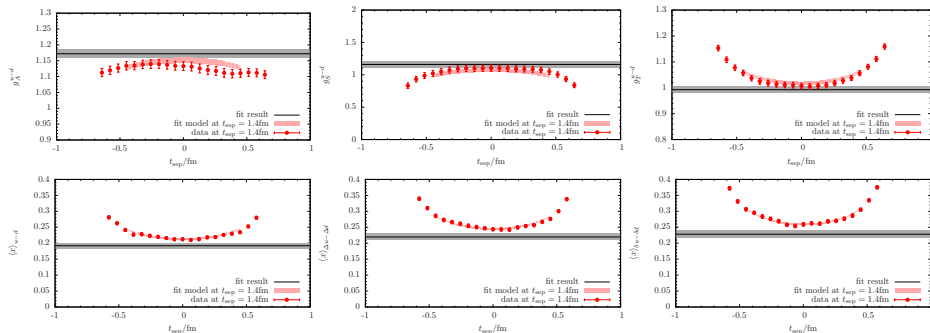 1.3
1.25
1.2
1.15
1.1
1.05
1
0.95
0.9
g_A^{u−d}
-1 -0.5 0 0.5 1
t_sep/fm
fit result
fit model at t_sep = 1.4fm
data at t_sep = 1.4fm
2
1.5
1
0.5
0
g_S^{u−d}
-1 -0.5 0 0.5 1
t_sep/fm
fit result
fit model at t_sep = 1.4fm
data at t_sep = 1.4fm
1.3
1.2
1.1
1
0.9
0.8
g_T^{u−d}
-1 -0.5 0 0.5 1
t_sep/fm
fit result
fit model at t_sep = 1.4fm
data at t_sep = 1.4fm
0.4
0.35
0.3
0.25
0.2
0.15
0.1
0.05
0
⟨x⟩_{u−d}
-1 -0.5 0 0.5 1
t_sep/fm
fit result
fit model at t_sep = 1.4fm
data at t_sep = 1.4fm
0.4
0.35
0.3
0.25
0.2
0.15
0.1
0.05
0
⟨x⟩_{Δu−Δd}
-1 -0.5 0 0.5 1
t_sep/fm
fit result
fit model at t_sep = 1.4fm
data at t_sep = 1.4fm
0.4
0.35
0.3
0.25
0.2
0.15
0.1
0.05
0
⟨x⟩_{δu−δd}
-1 -0.5 0 0.5 1
t_sep/fm
fit result
fit model at t_sep = 1.4fm
data at t_sep = 1.4fm